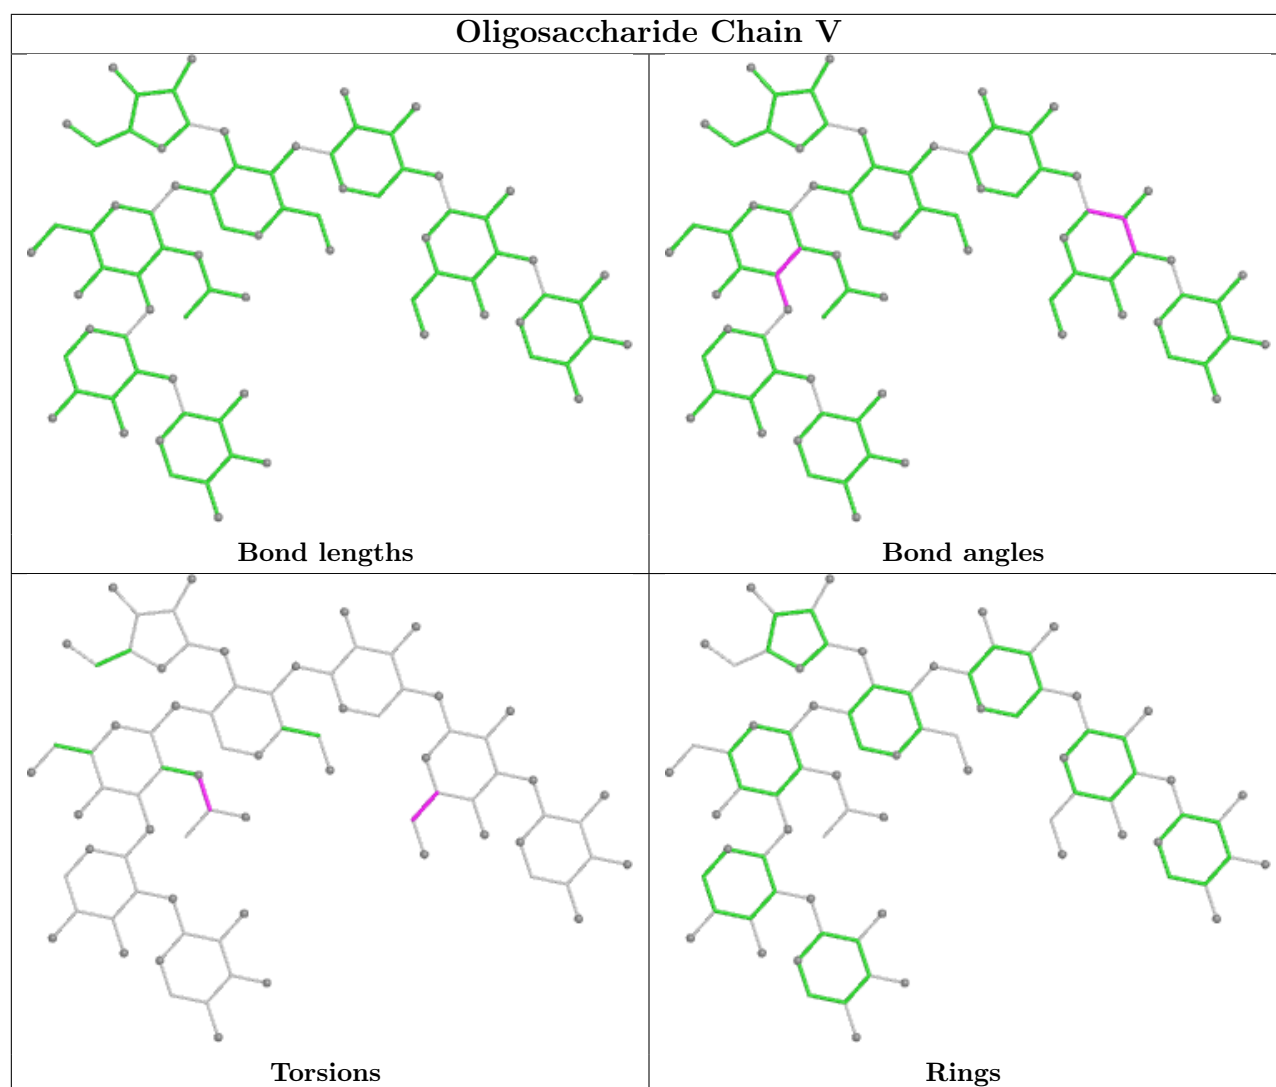 Oligosaccharide Chain V
Bond lengths
Bond angles
Torsions
Rings